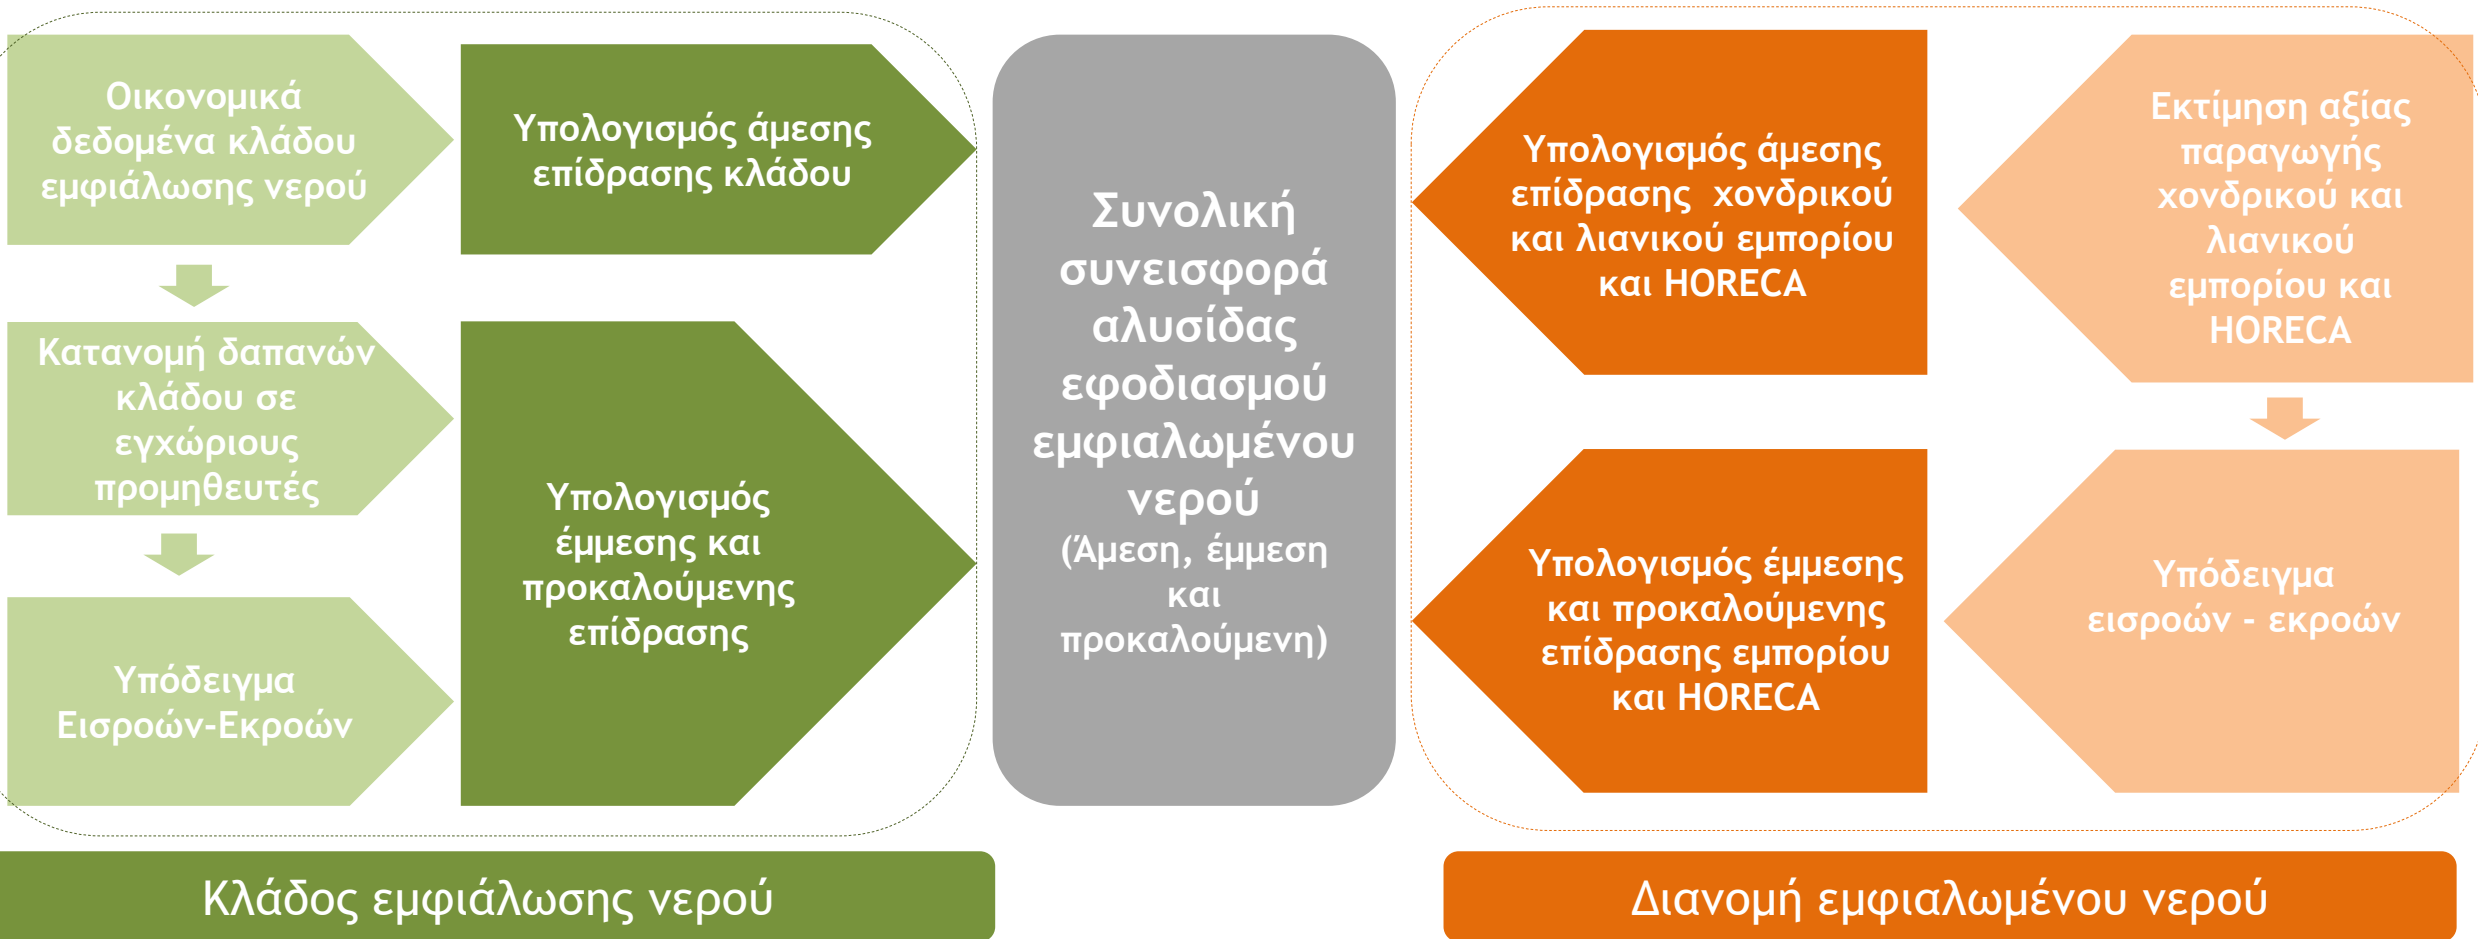 Οικονομικά
δεδομένα κλάδου
εμφιάλωσης νερού
Υπολογισμός άμεσης
επίδρασης κλάδου
Κατανομή δαπανών
κλάδου σε
εγχώριους
προμηθευτές
Υπολογισμός
έμμεσης και
προκαλούμενης
επίδρασης
Υπόδειγμα
Εισροών-Εκροών
Συνολική
συνεισφορά
αλυσίδας
εφοδιασμού
εμφιαλωμένου
νερού
(Άμεση, έμμεση
και
προκαλούμενη)
Υπολογισμός άμεσης
επίδρασης χονδρικού
και λιανικού εμπορίου
και HORECA
Εκτίμηση αξίας
παραγωγής
χονδρικού και
λιανικού
εμπορίου και
HORECA
Υπολογισμός έμμεσης
και προκαλούμενης
επίδρασης εμπορίου
και HORECA
Υπόδειγμα
εισροών - εκροών
Κλάδος εμφιάλωσης νερού
Διανομή εμφιαλωμένου νερού